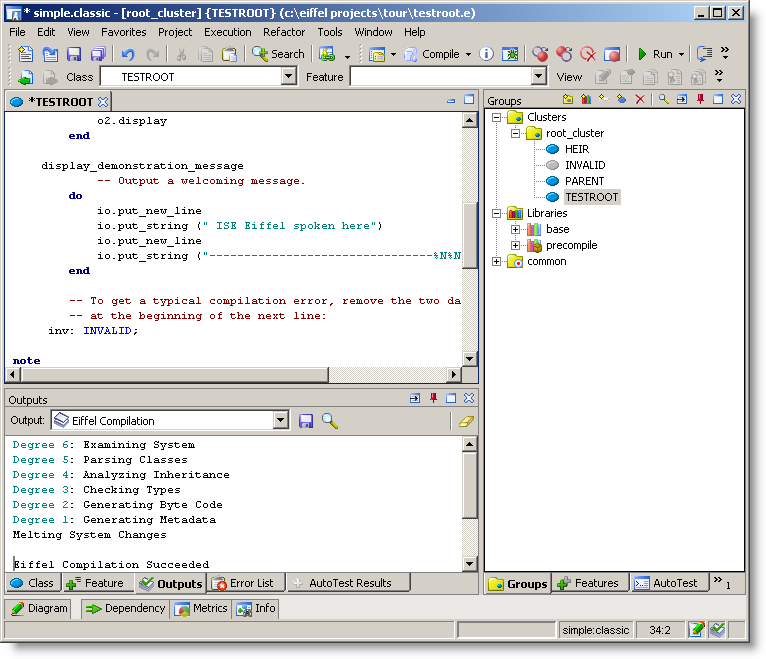 * simple.classic - [root_cluster] {TESTROOT} (c:\eiffel projects\tour\testroot.e)
File Edit View Favorites Project Execution Refactor Tools Window Help
Search Compile Run
Class TESTROOT Feature View
*TESTROOT
o2.display
end
display_demonstration_message
-- Output a welcoming message.
do
io.put_new_line
io.put_string (" ISE Eiffel spoken here")
io.put_new_line
io.put_string ("--------------------------------%N%N
end
-- To get a typical compilation error, remove the two da
-- at the beginning of the next line:
inv: INVALID;
note
Groups
Clusters
root_cluster
HEIR
INVALID
PARENT
TESTROOT
Libraries
base
precompile
common
Outputs
Output: Eiffel Compilation
Degree 6: Examining System
Degree 5: Parsing Classes
Degree 4: Analyzing Inheritance
Degree 3: Checking Types
Degree 2: Generating Byte Code
Degree 1: Generating Metadata
Melting System Changes
Eiffel Compilation Succeeded
Class Feature Outputs Error List AutoTest Results
Groups Features AutoTest 1
Diagram Dependency Metrics Info
simple:classic 34:2